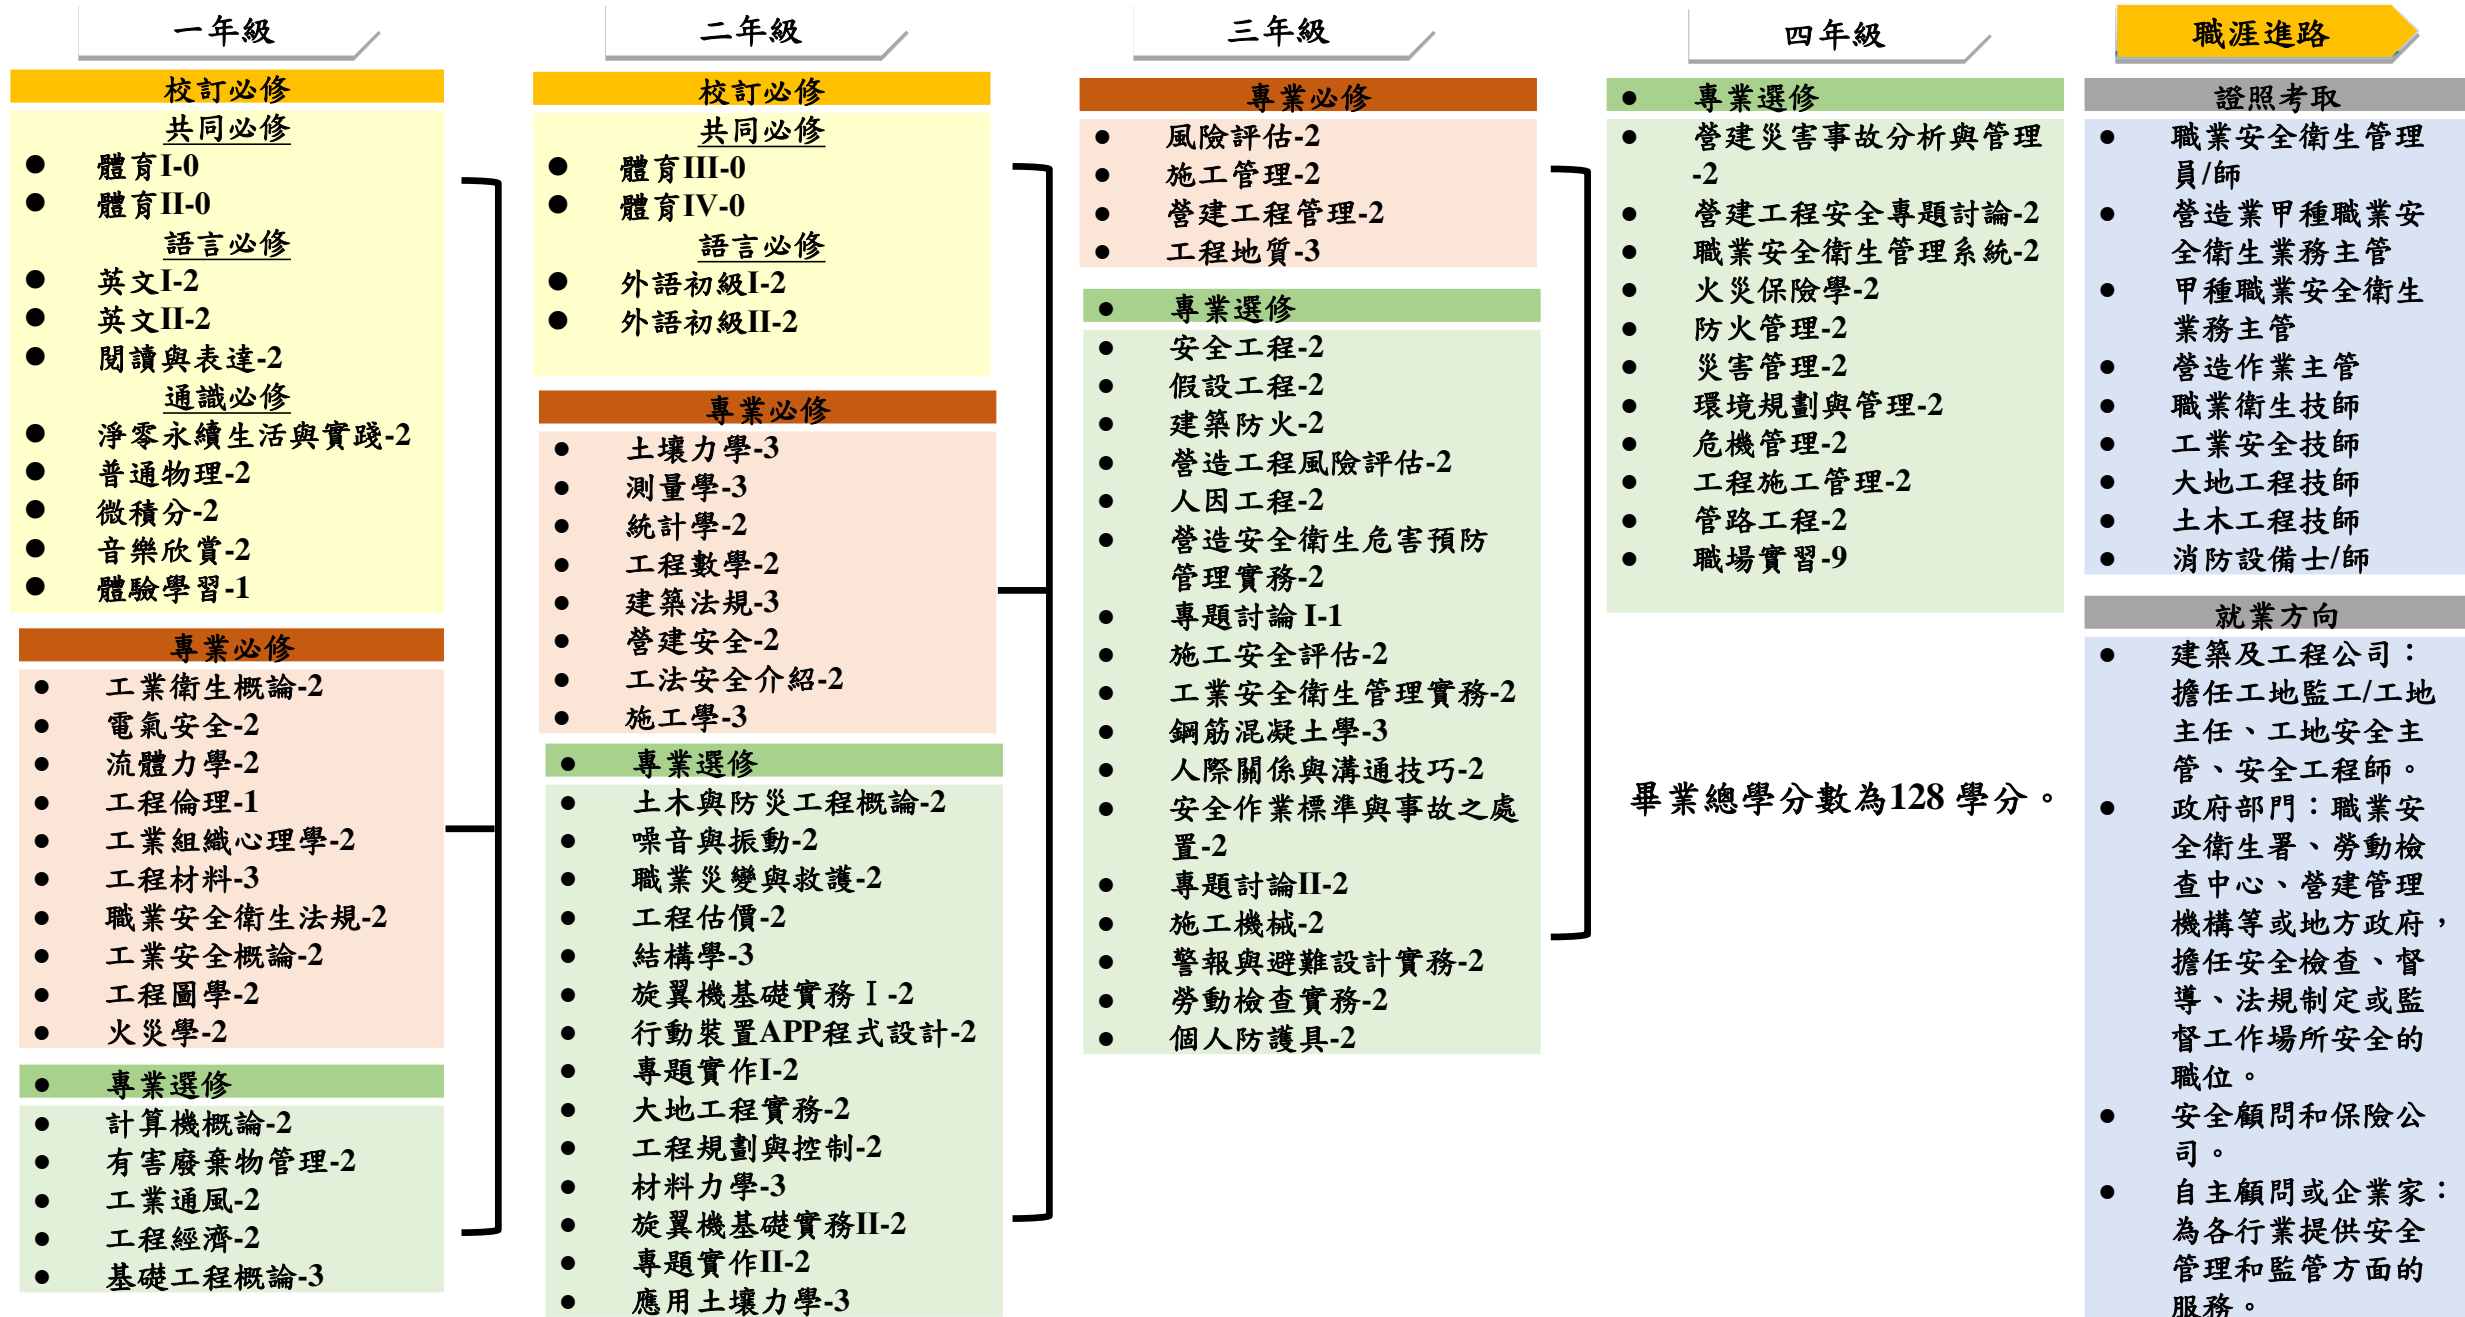 一年級
校訂必修
共同必修
體育I-0
體育II-0
語言必修
英文I-2
英文II-2
閱讀與表達-2
通識必修
淨零永續生活與實踐-2
普通物理-2
微積分-2
音樂欣賞-2
體驗學習-1
專業必修
工業衛生概論-2
電氣安全-2
流體力學-2
工程倫理-1
工業組織心理學-2
工程材料-3
職業安全衛生法規-2
工業安全概論-2
工程圖學-2
火災學-2
專業選修
計算機概論-2
有害廢棄物管理-2
工業通風-2
工程經濟-2
基礎工程概論-3
二年級
校訂必修
共同必修
體育III-0
體育IV-0
語言必修
外語初級I-2
外語初級II-2
專業必修
土壤力學-3
測量學-3
統計學-2
工程數學-2
建築法規-3
營建安全-2
工法安全介紹-2
施工學-3
專業選修
土木與防災工程概論-2
噪音與振動-2
職業災變與救護-2
工程估價-2
結構學-3
旋翼機基礎實務Ⅰ-2
行動裝置APP程式設計-2
專題實作I-2
大地工程實務-2
工程規劃與控制-2
材料力學-3
旋翼機基礎實務II-2
專題實作II-2
應用土壤力學-3
三年級
專業必修
風險評估-2
施工管理-2
營建工程管理-2
工程地質-3
專業選修
安全工程-2
假設工程-2
建築防火-2
營造工程風險評估-2
人因工程-2
營造安全衛生危害預防
管理實務-2
專題討論 I-1
施工安全評估-2
工業安全衛生管理實務-2
鋼筋混凝土學-3
人際關係與溝通技巧-2
安全作業標準與事故之處
置-2
專題討論II-2
施工機械-2
警報與避難設計實務-2
勞動檢查實務-2
個人防護具-2
四年級
專業選修
營建災害事故分析與管理
-2
營建工程安全專題討論-2
職業安全衛生管理系統-2
火災保險學-2
防火管理-2
災害管理-2
環境規劃與管理-2
危機管理-2
工程施工管理-2
管路工程-2
職場實習-9
畢業總學分數為128 學分。
職涯進路
證照考取
職業安全衛生管理
員/師
營造業甲種職業安
全衛生業務主管
甲種職業安全衛生
業務主管
營造作業主管
職業衛生技師
工業安全技師
大地工程技師
土木工程技師
消防設備士/師
就業方向
建築及工程公司：
擔任工地監工/工地
主任、工地安全主
管、安全工程師。
政府部門：職業安
全衛生署、勞動檢
查中心、營建管理
機構等或地方政府，
擔任安全檢查、督
導、法規制定或監
督工作場所安全的
職位。
安全顧問和保險公
司。
自主顧問或企業家：
為各行業提供安全
管理和監管方面的
服務。